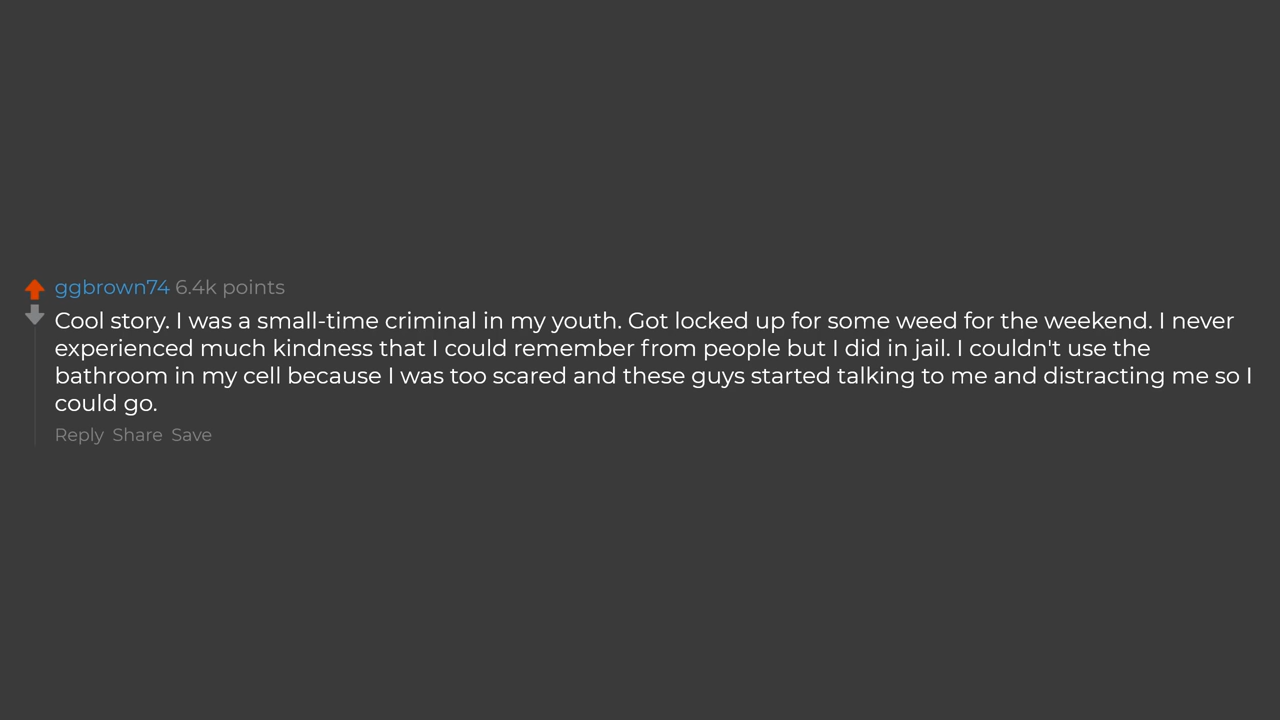 ggbrown74 6.4k points
Cool story. I was a small-time criminal in my youth. Got locked up for some weed for the weekend. I never
experienced much kindness that I could remember from people but I did in jail. I couldn't use the
bathroom in my cell because I was too scared and these guys started talking to me and distracting me so I
could go.
Reply Share Save